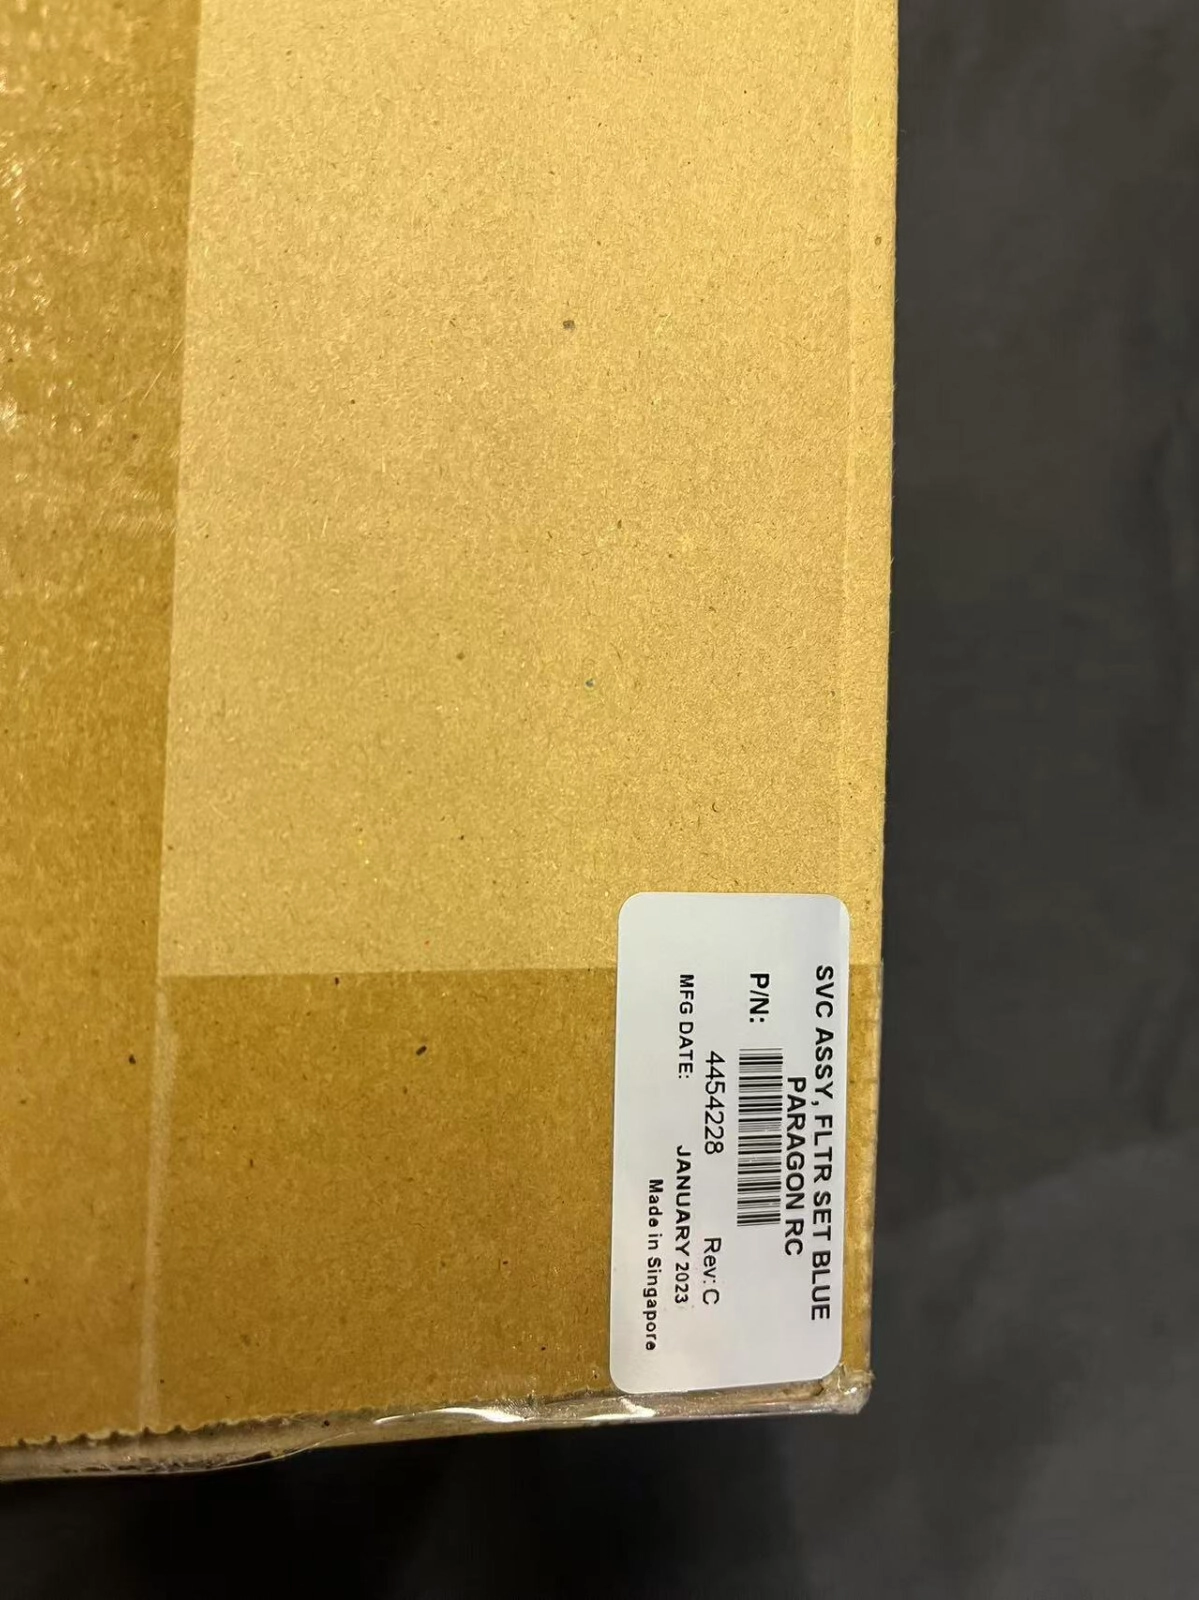 SVC ASSY, FLTR SET BLUE
PARAGON RC
P/N:
4454228 Rev: C
MFG DATE: JANUARY 2023
Made in Singapore